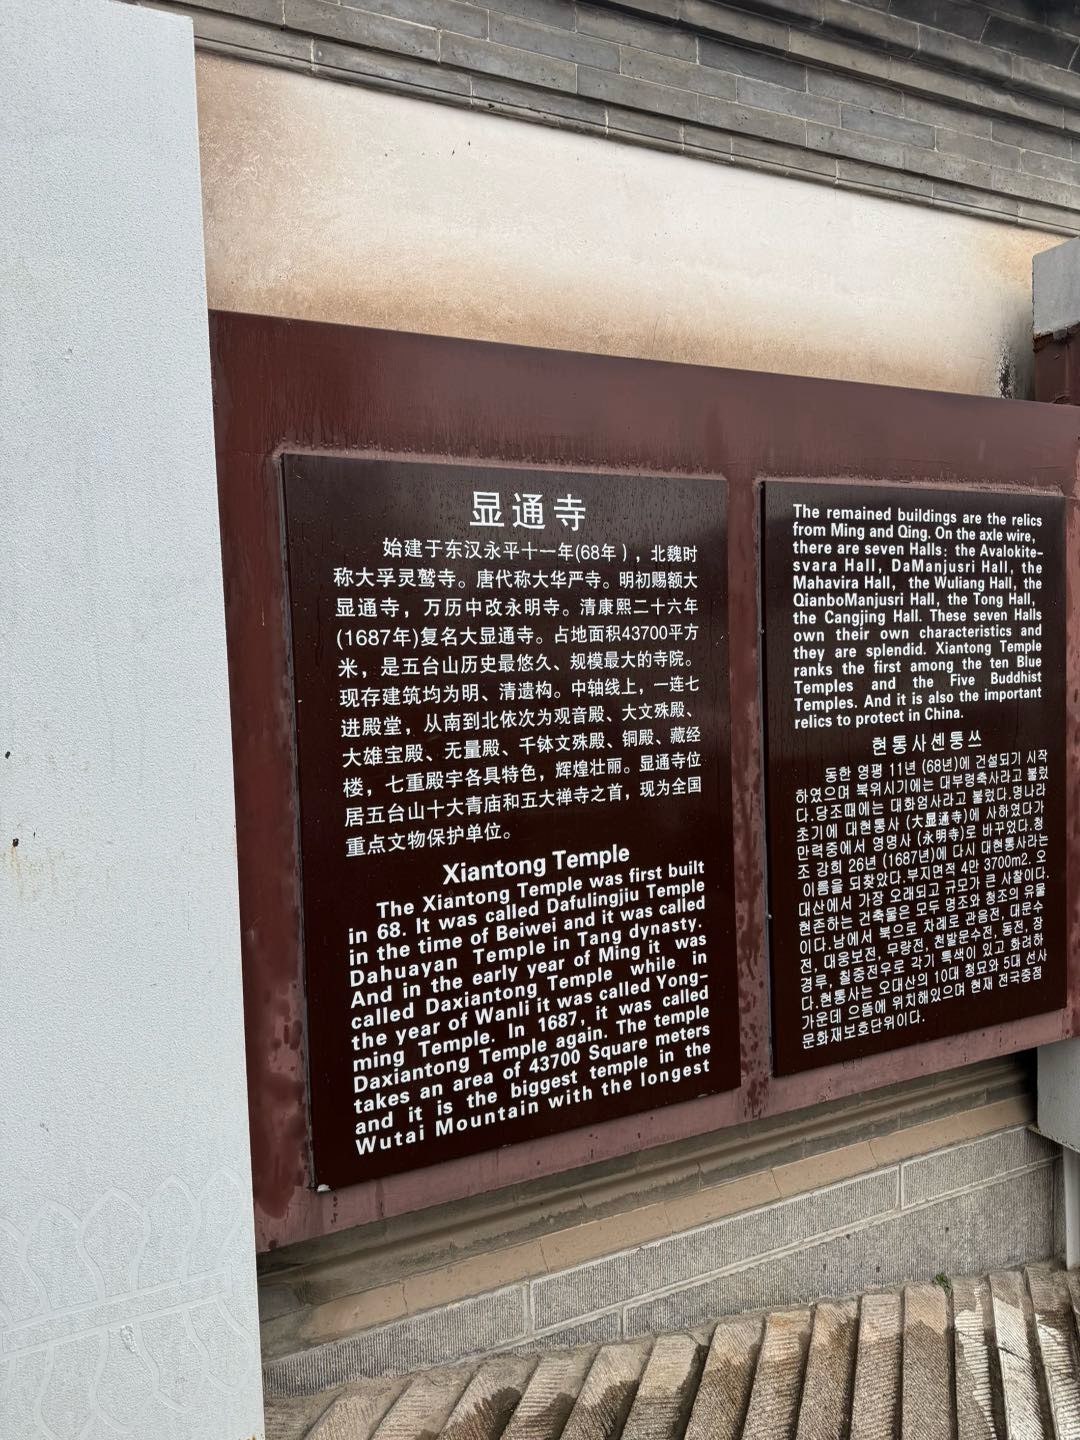 显通寺
始建于东汉永平十一年(68年），北魏时
称大孚灵鹫寺。唐代称大华严寺。明初赐额大
显通寺，万历中改永明寺。清康熙二十六年
(1687年)复名大显通寺。占地面积43700平方
米，是五台山历史最悠久、规模最大的寺院。
现存建筑均为明、清遗构。中轴线上，一连七
进殿堂，从南到北依次为观音殿、大文殊殿、
大雄宝殿、无量殿、千钵文殊殿、铜殿、藏经
楼，七重殿宇各具特色，辉煌壮丽。显通寺位
居五台山十大青庙和五大禅寺之首，现为全国
重点文物保护单位。
Xiantong Temple
The Xiantong Temple was first built
in 68. It was called Dafulingjiu Temple
in the time of Beiwei and it was called
Dahuayan Temple in Tang dynasty.
And in the early year of Ming it was
called Daxiantong Temple while in
the year of Wanli it was called Yong-
ming Temple. In 1687, it was called
Daxiantong Temple again. The temple
takes an area of 43700 Square meters
and it is the biggest temple in the
Wutai Mountain with the longest
The remained buildings are the relics
from Ming and Qing. On the axle wire,
there are seven Halls: the Avalokite-
svara Hall, DaManjusri Hall, the
Mahavira Hall, the Wuliang Hall, the
QianboManjusri Hall, the Tong Hall,
the Cangjing Hall. These seven Halls
own their own characteristics and
they are splendid. Xiantong Temple
ranks the first among the ten Blue
Temples and the Five Buddhist
Temples. And it is also the important
relics to protect in China.
현통사센통쓰
동한 영평 11년 (68년)에 건설되기 시작
하였으며 북위시기에는 대부령축사라고 불렀
다.당조때에는 대화엄사라고 불렀다.명나라
초기에 대현통사 (大显通寺)에 사하였다가
만력중에서 영명사 (永明寺)로 바꾸었다.청
조 강희 26년 (1687년)에 다시 대현통사라는
이름을 되찾았다.부지면적 4만 3700m2. 오
대산에서 가장 오래되고 규모가 큰 사찰이다.
현존하는 건축물은 모두 명조와 청조의 유물
이다.남에서 북으로 차례로 관음전, 대문수
전, 대웅보전, 무량전, 천발문수전, 동전, 장
경루, 칠중전우로 각기 특색이 있고 화려하
다.현통사는 오대산의 10대 청묘와 5대 선사
가운데 으뜸에 위치해있으며 현재 전국중점
문화재보호단위이다.